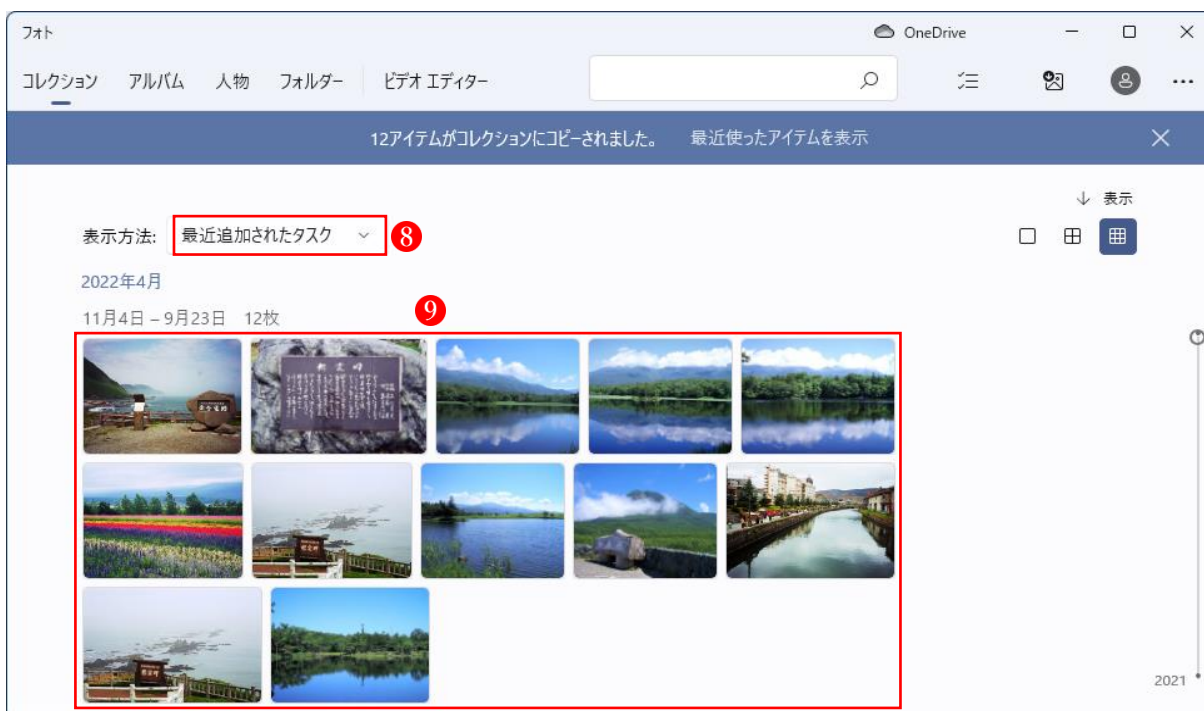 フォト
OneDrive
コレクション アルバム 人物 フォルダー ビデオ エディター
12アイテムがコレクションにコピーされました。 最近使ったアイテムを表示
表示
表示方法: 最近追加されたタスク 8
2022年4月
9
11月4日 – 9月23日 12枚
2021